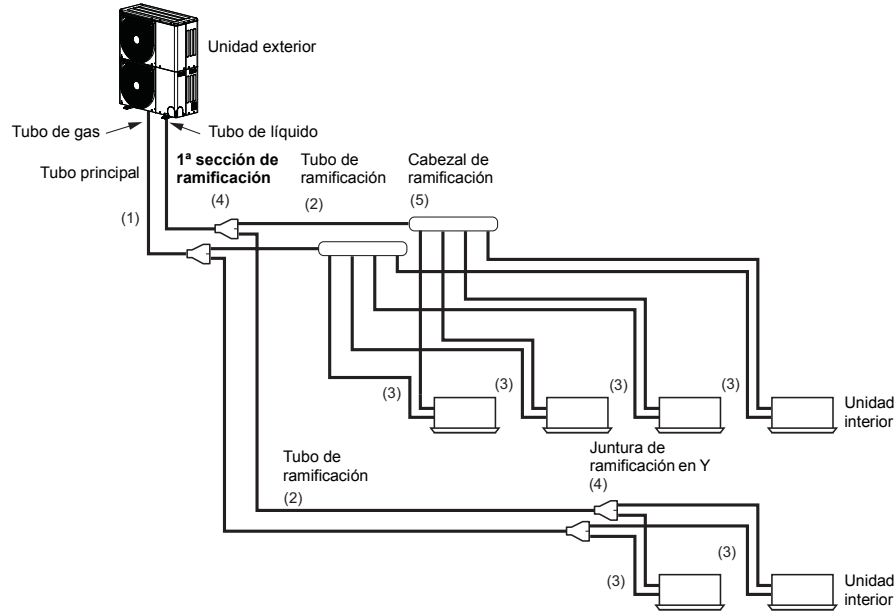 Unidad exterior
Tubo de gas
Tubo de líquido
Tubo principal
1ª sección de
ramificación
Tubo de
ramificación
Cabezal de
ramificación
(1)
(4)
(2)
(5)
(3)
(3)
(3)
(3)
Unidad
interior
Tubo de
ramificación
(2)
Juntura de
ramificación en Y
(4)
(3)
(3)
Unidad
interior